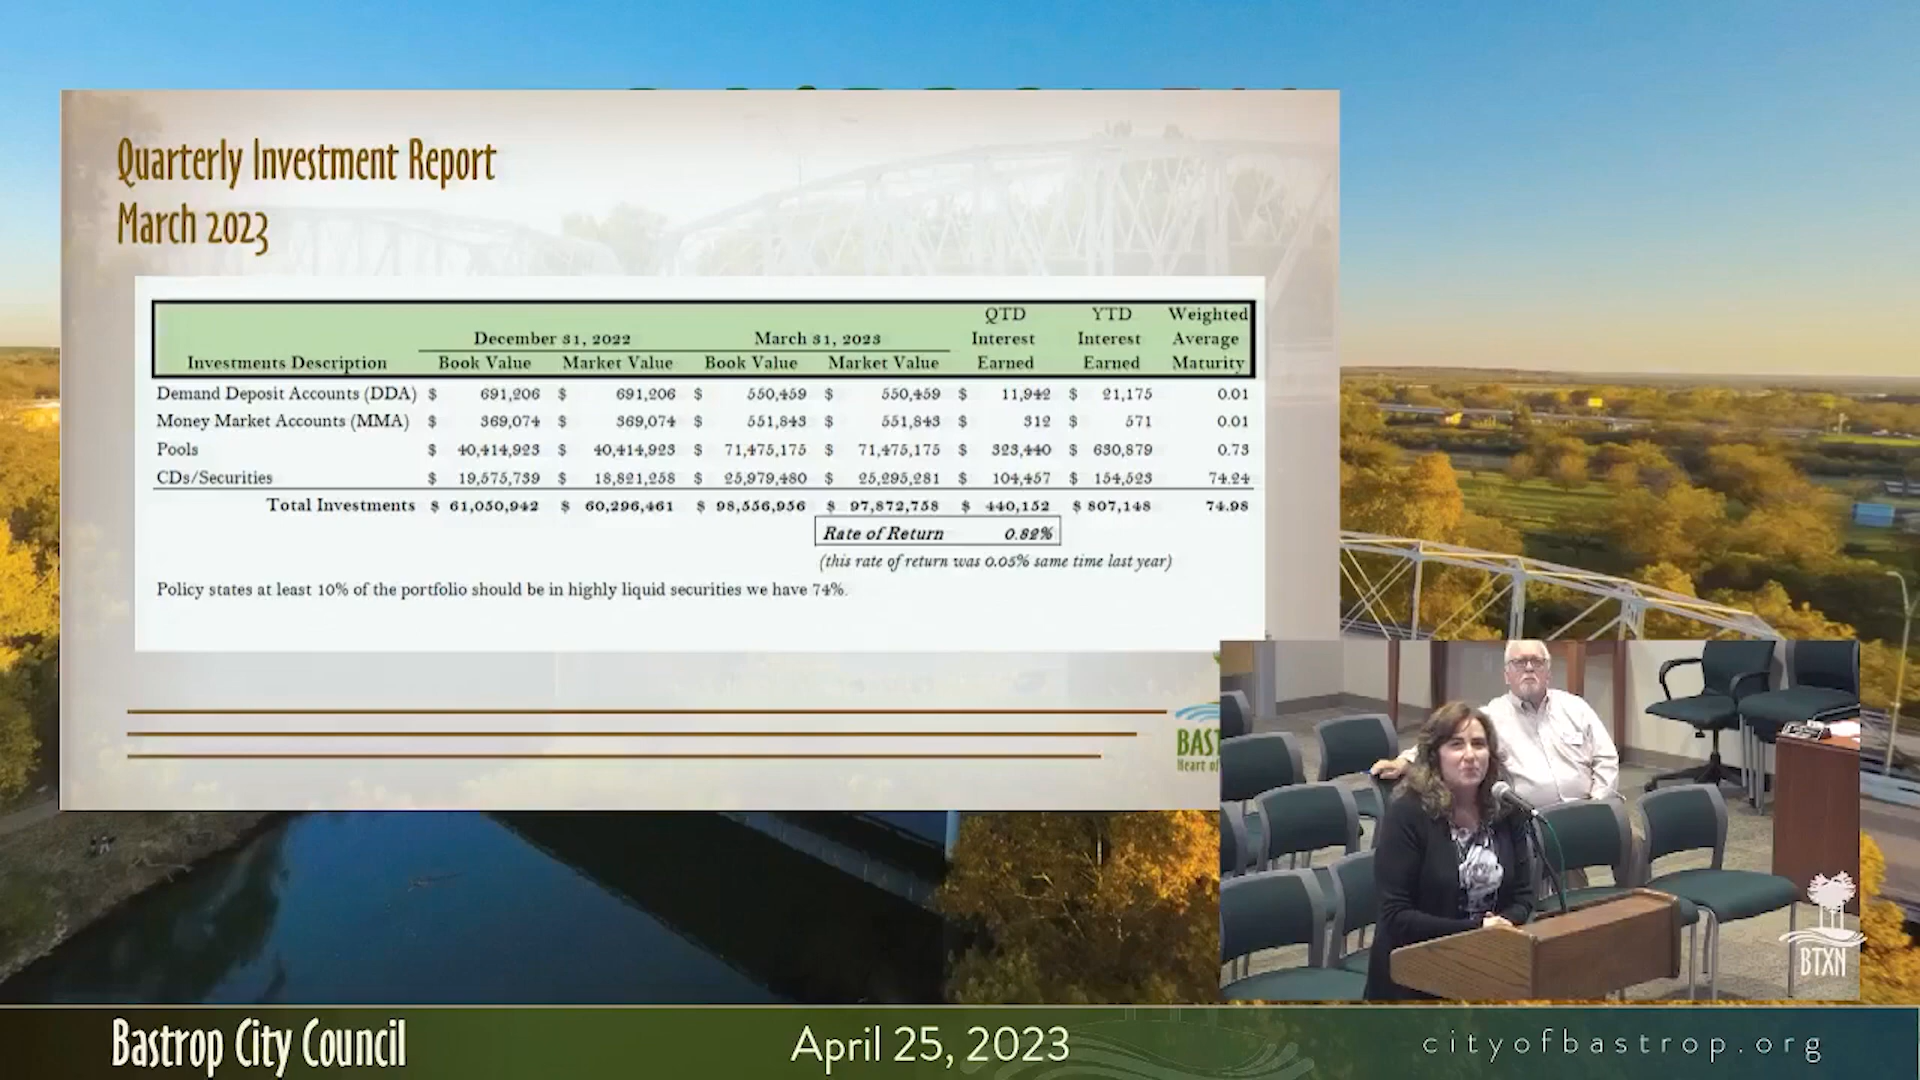 Quarterly Investment Report
March 2023
QTD YTD Weighted
December 31, 2022 March 31, 2023 Interest Interest Average
Investments Description Book Value Market Value Book Value Market Value Earned Earned Maturity
Demand Deposit Accounts (DDA) $ 691,206 $ 691,206 $ 550,459 $ 550,459 $ 11,942 $ 21,175 0.01
Money Market Accounts (MMA) $ 369,074 $ 369,074 $ 551,843 $ 551,843 $ 312 $ 571 0.01
Pools $ 40,414,923 $ 40,414,923 $ 71,475,175 $ 71,475,175 $ 323,440 $ 630,879 0.73
CDs/Securities $ 19,575,739 $ 18,821,258 $ 25,979,480 $ 25,295,281 $ 104,457 $ 154,523 74.24
Total Investments $ 61,050,942 $ 60,296,461 $ 98,556,956 $ 97,872,758 $ 440,152 $ 807,148 74.98
Rate of Return 0.82%
(this rate of return was 0.05% same time last year)
Policy states at least 10% of the portfolio should be in highly liquid securities we have 74%.
BAST
Heart of
BTXN
Bastrop City Council April 25, 2023 cityofbastrop.org